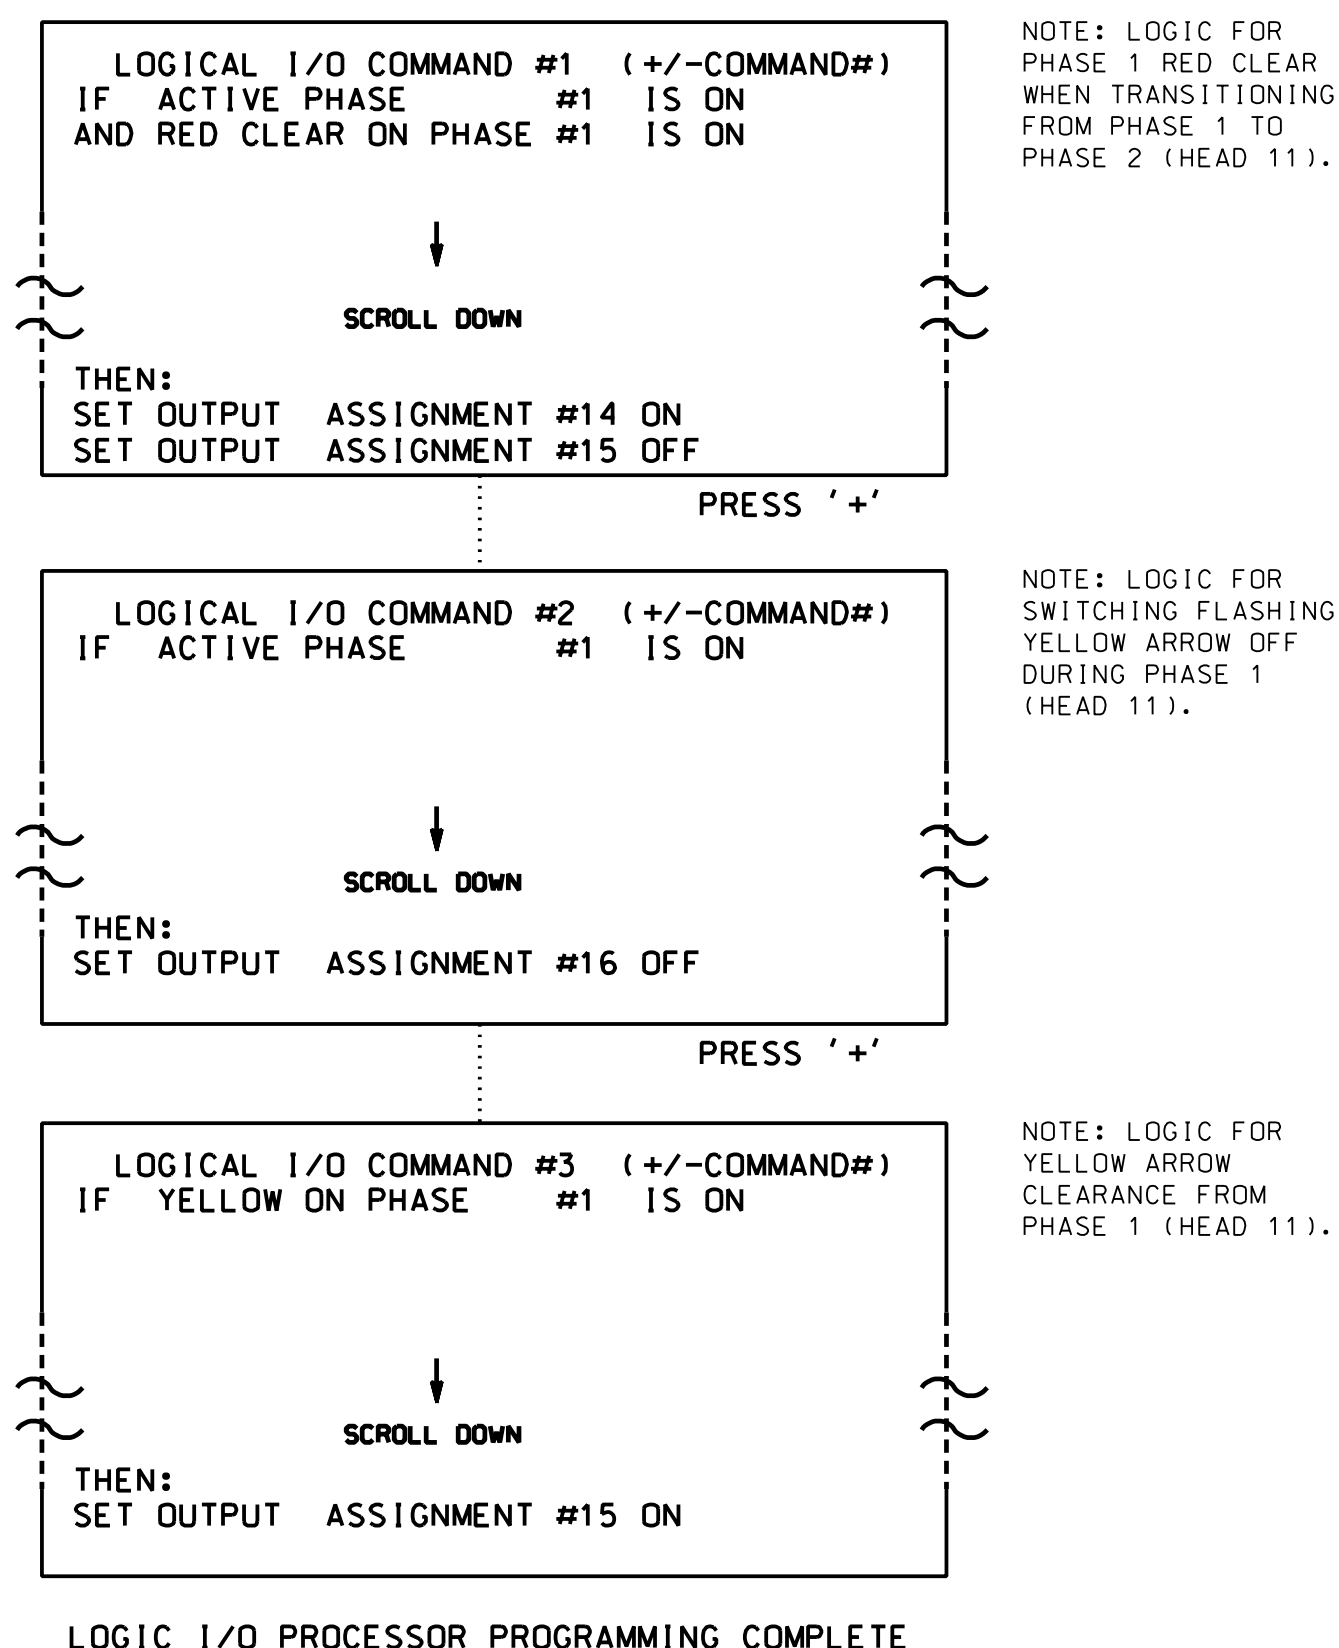 LOGICAL I/O COMMAND #1 (+/-COMMAND#)
IF ACTIVE PHASE #1 IS ON
AND RED CLEAR ON PHASE #1 IS ON
SCROLL DOWN
THEN:
SET OUTPUT ASSIGNMENT #14 ON
SET OUTPUT ASSIGNMENT #15 OFF
NOTE: LOGIC FOR
PHASE 1 RED CLEAR
WHEN TRANSITIONING
FROM PHASE 1 TO
PHASE 2 (HEAD 11).
PRESS '+'
LOGICAL I/O COMMAND #2 (+/-COMMAND#)
IF ACTIVE PHASE #1 IS ON
SCROLL DOWN
THEN:
SET OUTPUT ASSIGNMENT #16 OFF
NOTE: LOGIC FOR
SWITCHING FLASHING
YELLOW ARROW OFF
DURING PHASE 1
(HEAD 11).
PRESS '+'
LOGICAL I/O COMMAND #3 (+/-COMMAND#)
IF YELLOW ON PHASE #1 IS ON
SCROLL DOWN
THEN:
SET OUTPUT ASSIGNMENT #15 ON
NOTE: LOGIC FOR
YELLOW ARROW
CLEARANCE FROM
PHASE 1 (HEAD 11).
LOGIC I/O PROCESSOR PROGRAMMING COMPLETE